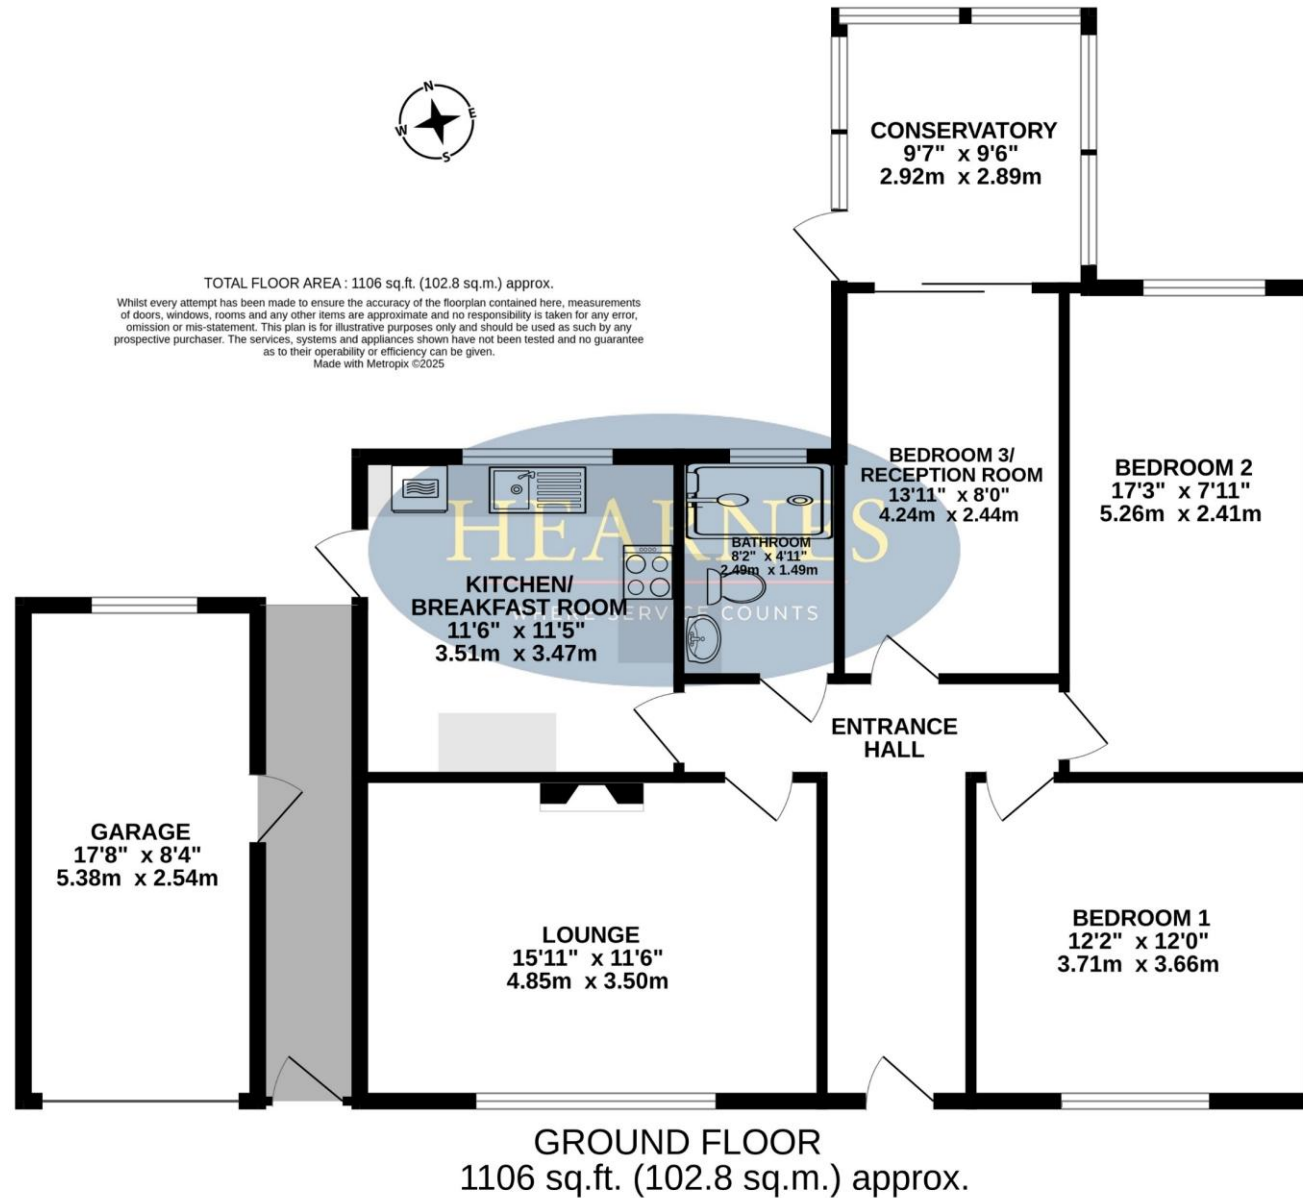 CONSERVATORY
9'7" x 9'6"
2.92m x 2.89m
N
E
W
S
TOTAL FLOOR AREA : 1106 sq.ft. (102.8 sq.m.) approx.
Whilst every attempt has been made to ensure the accuracy of the floorplan contained here, measurements
of doors, windows, rooms and any other items are approximate and no responsibility is taken for any error,
omission or mis-statement. This plan is for illustrative purposes only and should be used as such by any
prospective purchaser. The services, systems and appliances shown have not been tested and no guarantee
as to their operability or efficiency can be given.
Made with Metropix ©2025
BEDROOM 3/
RECEPTION ROOM
13'11" x 8'0"
4.24m x 2.44m
BEDROOM 2
17'3" x 7'11"
5.26m x 2.41m
HEARNES
WHERE SERVICE COUNTS
BATHROOM
8'2" x 4'11"
2.49m x 1.49m
KITCHEN/
BREAKFAST ROOM
11'6" x 11'5"
3.51m x 3.47m
ENTRANCE
HALL
GARAGE
17'8" x 8'4"
5.38m x 2.54m
LOUNGE
15'11" x 11'6"
4.85m x 3.50m
BEDROOM 1
12'2" x 12'0"
3.71m x 3.66m
GROUND FLOOR
1106 sq.ft. (102.8 sq.m.) approx.